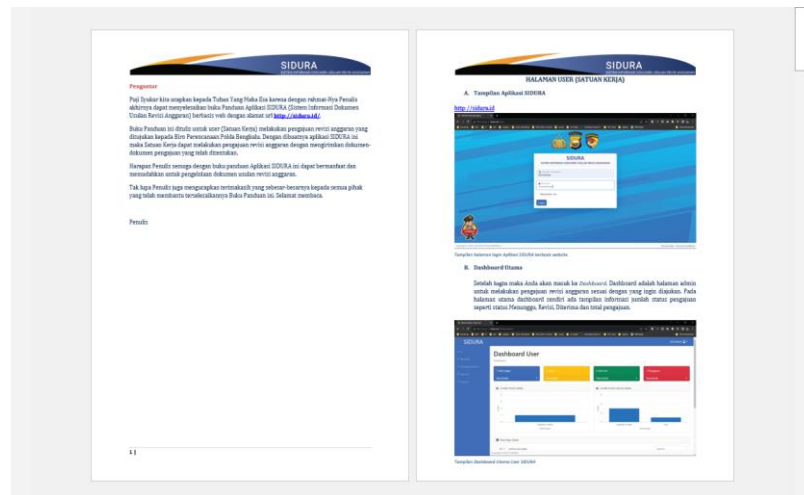 SIDURA
Pengantar
Puji Syukur kita ucapkan kepada Tuhan Yang Maha Esa karena dengan rahmat-Nya Penulis
akhirnya dapat menyelesaikan buku Panduan Aplikasi SIDURA (Sistem Informasi Dokumen
Usulan Revisi Anggaran) berbasis web dengan alamat url http://sidura.id/.
Buku Panduan ini ditulis untuk user (Satuan Kerja) melakukan pengajuan revisi anggaran yang
ditujukan kepada Biro Perencanaan Polda Bengkulu. Dengan dibuatnya aplikasi SIDURA ini
maka Satuan Kerja dapat melakukan pengajuan revisi anggaran dengan mengirimkan dokumen-
dokumen pengajuan yang telah ditentukan.
Harapan Penulis semoga dengan buku panduan Aplikasi SIDURA ini dapat bermanfaat dan
memudahkan untuk pengelolaan dokumen usulan revisi anggaran.
Tak lupa Penulis juga mengucapkan terimakasih yang sebesar-besarnya kepada semua pihak
yang telah membantu terselesaikannya Buku Panduan ini. Selamat membaca.
Penulis
1 |
SIDURA
HALAMAN USER (SATUAN KERJA)
A. Tampilan Aplikasi SIDURA
http://sidura.id
SIDURA
Tampilan halaman login Aplikasi SIDURA berbasis website
B. Dashboard Utama
Setelah login maka Anda akan masuk ke Dashboard. Dashboard adalah halaman admin
untuk melakukan pengajuan revisi anggaran sesuai dengan yang ingin diajukan. Pada
halaman utama dashboard sendiri ada tampilan informasi jumlah status pengajuan
seperti status Menunggu, Revisi, Diterima dan total pengajuan.
SIDURA
Dashboard User
Tampilan dashboard utama User SIDURA